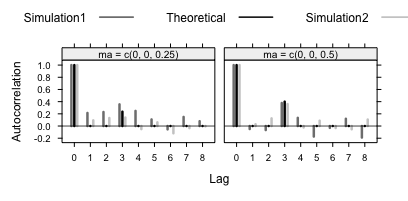 Simulation1 Theoretical Simulation2
ma = c(0, 0, 0.25) ma = c(0, 0, 0.5)
Autocorrelation
1.0
0.8
0.6
0.4
0.2
0.0
-0.2
0 1 2 3 4 5 6 7 8 0 1 2 3 4 5 6 7 8
Lag